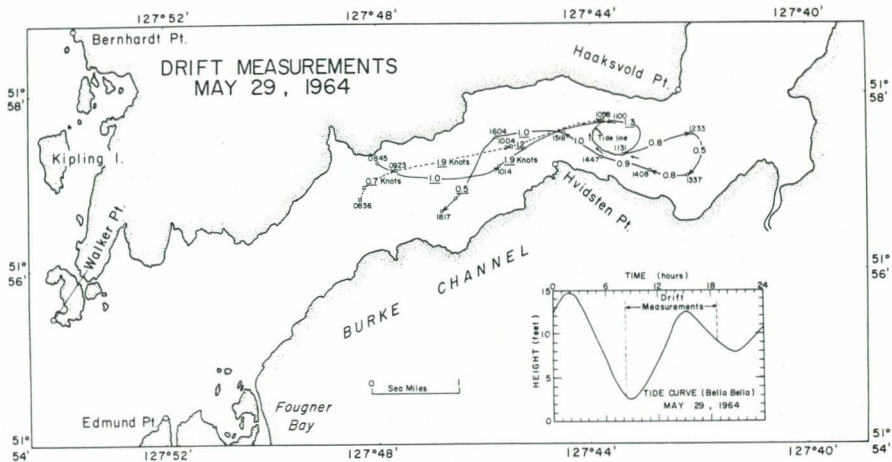 127°52'
127°48'
127°44'
127°40'
Bernhardt Pt.
DRIFT MEASUREMENTS
MAY 29, 1964
Haaksvold Pt.
51°
58'
51°
58'
1100
1.3
1604
1.0
1004
1.2
1518
Tide line
1.0
1131
0.8
1233
0.5
Kipling I.
0845
0923
1.9 Knots
1.9 Knots
1014
1447
0.9
1408
0.8
1337
0.7 Knots
1.0
0836
0.5
1817
Hvidsten Pt.
Walker Pt.
51°
56'
51°
56'
BURKE CHANNEL
TIME (hours)
0 6 12 18 24
Drift
Measurements
15
10
5
0
HEIGHT (feet)
TIDE CURVE (Bella Bella)
MAY 29, 1964
0 1
Sea Miles
Edmund Pt.
Fougner
Bay
51°
54'
51°
54'
127°52'
127°48'
127°44'
127°40'